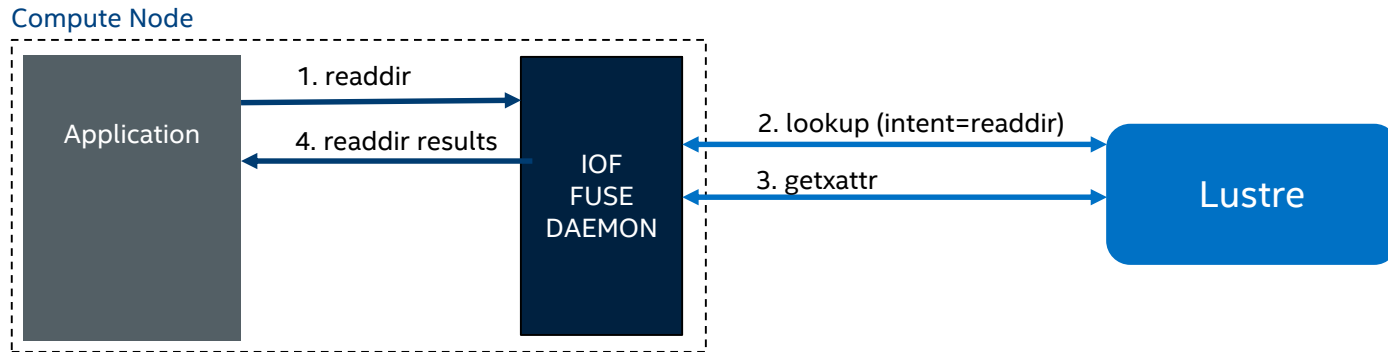 Compute Node
Application
1. readdir
4. readdir results
IOF
FUSE
DAEMON
2. lookup (intent=readdir)
3. getxattr
Lustre